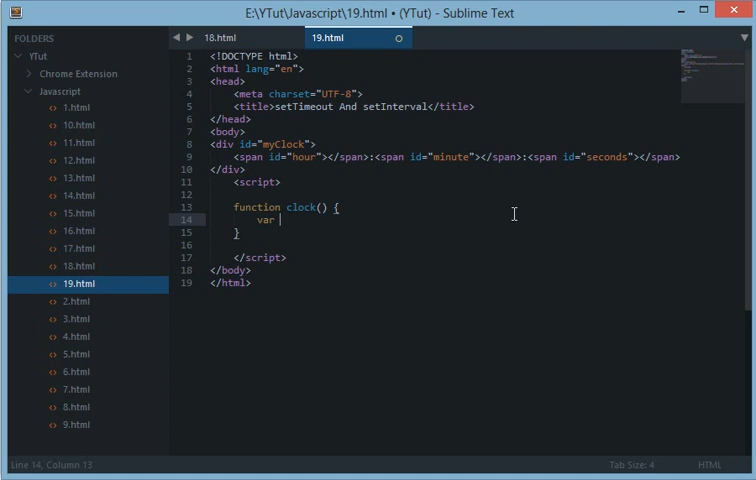 E:\YTut\Javascript\19.html • (YTut) - Sublime Text
FOLDERS
YTut
Chrome Extension
Javascript
1.html
10.html
11.html
12.html
13.html
14.html
15.html
16.html
17.html
18.html
19.html
2.html
3.html
4.html
5.html
6.html
7.html
8.html
9.html
18.html
19.html
1 <!DOCTYPE html>
2 <html lang="en">
3 <head>
4 <meta charset="UTF-8">
5 <title>setTimeout And setInterval</title>
6 </head>
7 <body>
8 <div id="myClock">
9 <span id="hour"></span>:<span id="minute"></span>:<span id="seconds"></span>
10 </div>
11 <script>
12
13 function clock() {
14 var
15 }
16
17 </script>
18 </body>
19 </html>
Line 14, Column 13
Tab Size: 4
HTML